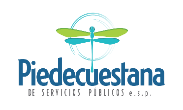 Piedecuestana
DE SERVICIOS PÚBLICOS e.s.p.